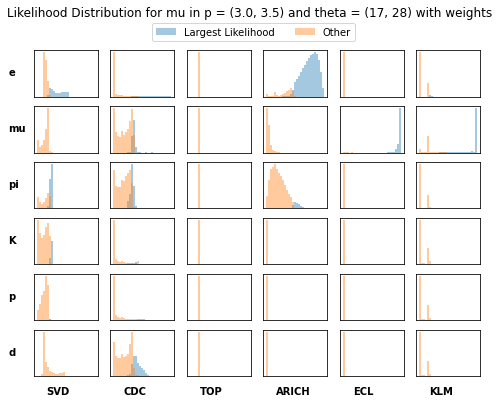 Likelihood Distribution for mu in p = (3.0, 3.5) and theta = (17, 28) with weights
Largest Likelihood Other
e
mu
pi
K
p
d
SVD CDC TOP ARICH ECL KLM